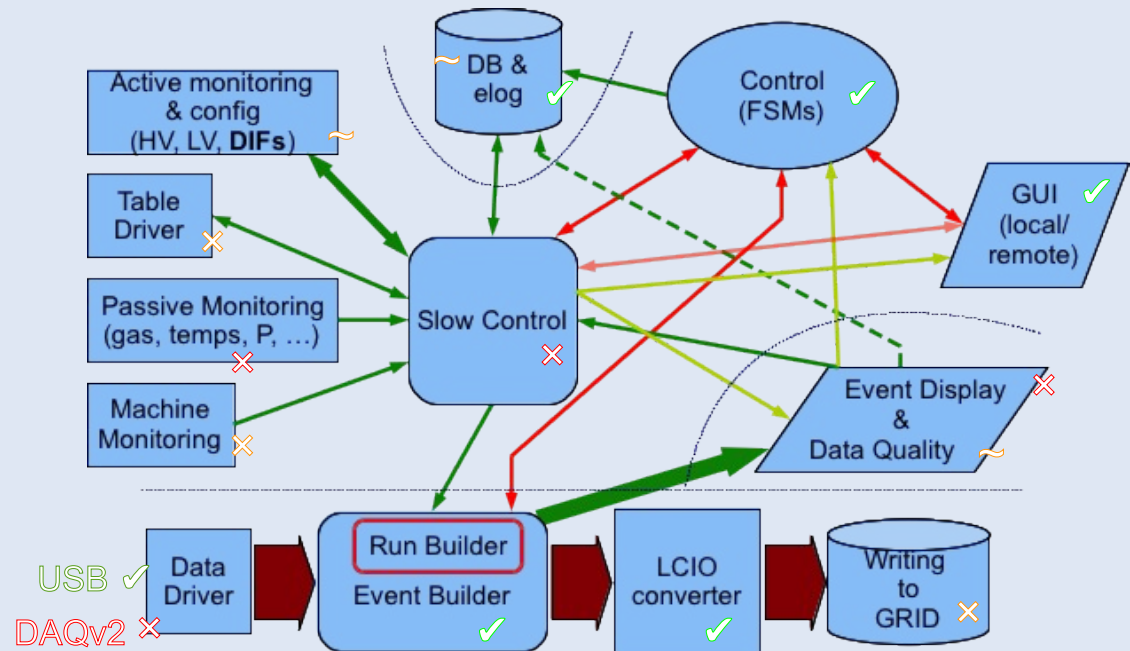 DB &
elog
Control
(FSMs)
Active monitoring
& config
(HV, LV, DIFs)
Table
Driver
GUI
(local/
remote)
Passive Monitoring
(gas, temps, P, …)
Slow Control
Machine
Monitoring
Event Display
&
Data Quality
USB
DAQv2
Data
Driver
Run Builder
Event Builder
LCIO
converter
Writing
to
GRID